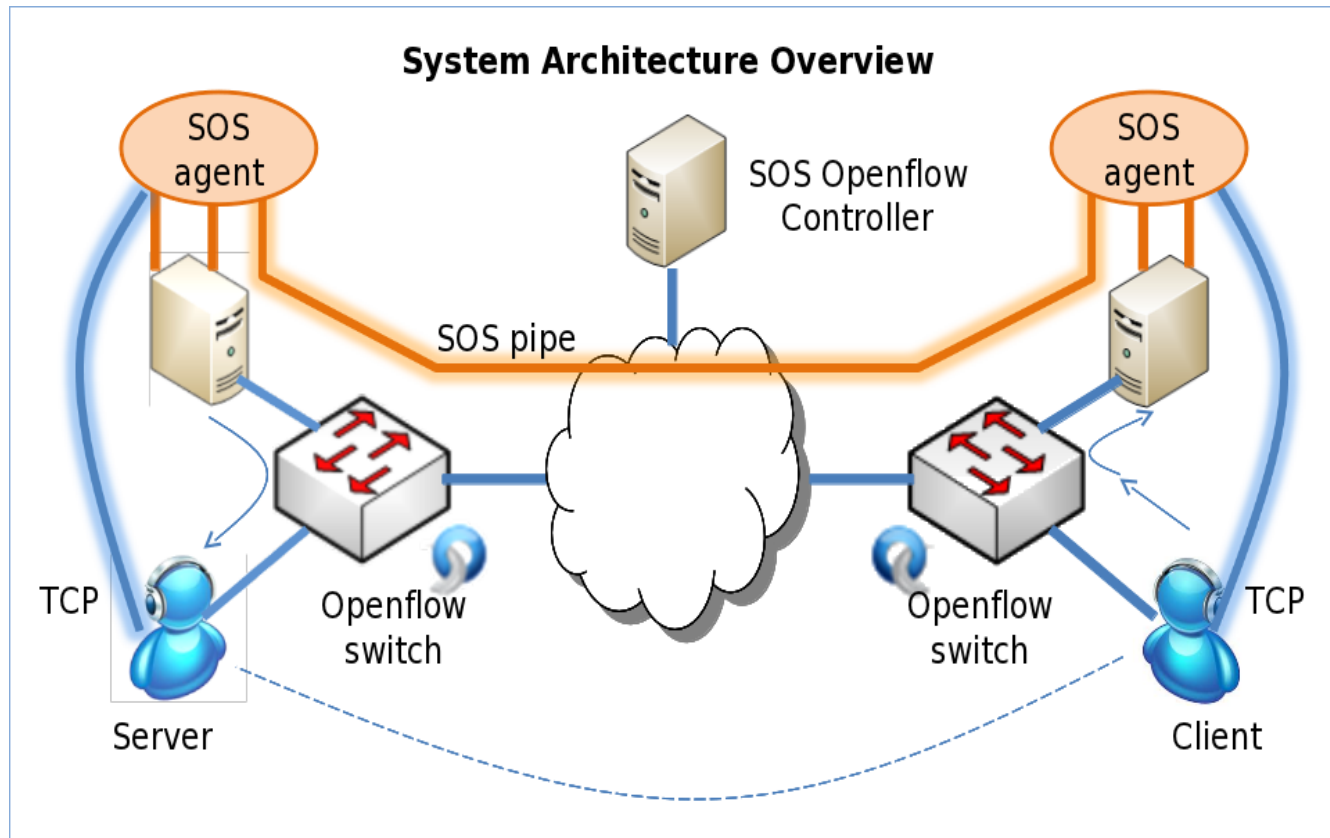 System Architecture Overview
SOS
agent
SOS
agent
SOS Openflow
Controller
SOS pipe
TCP
Openflow
switch
Openflow
switch
TCP
Server
Client